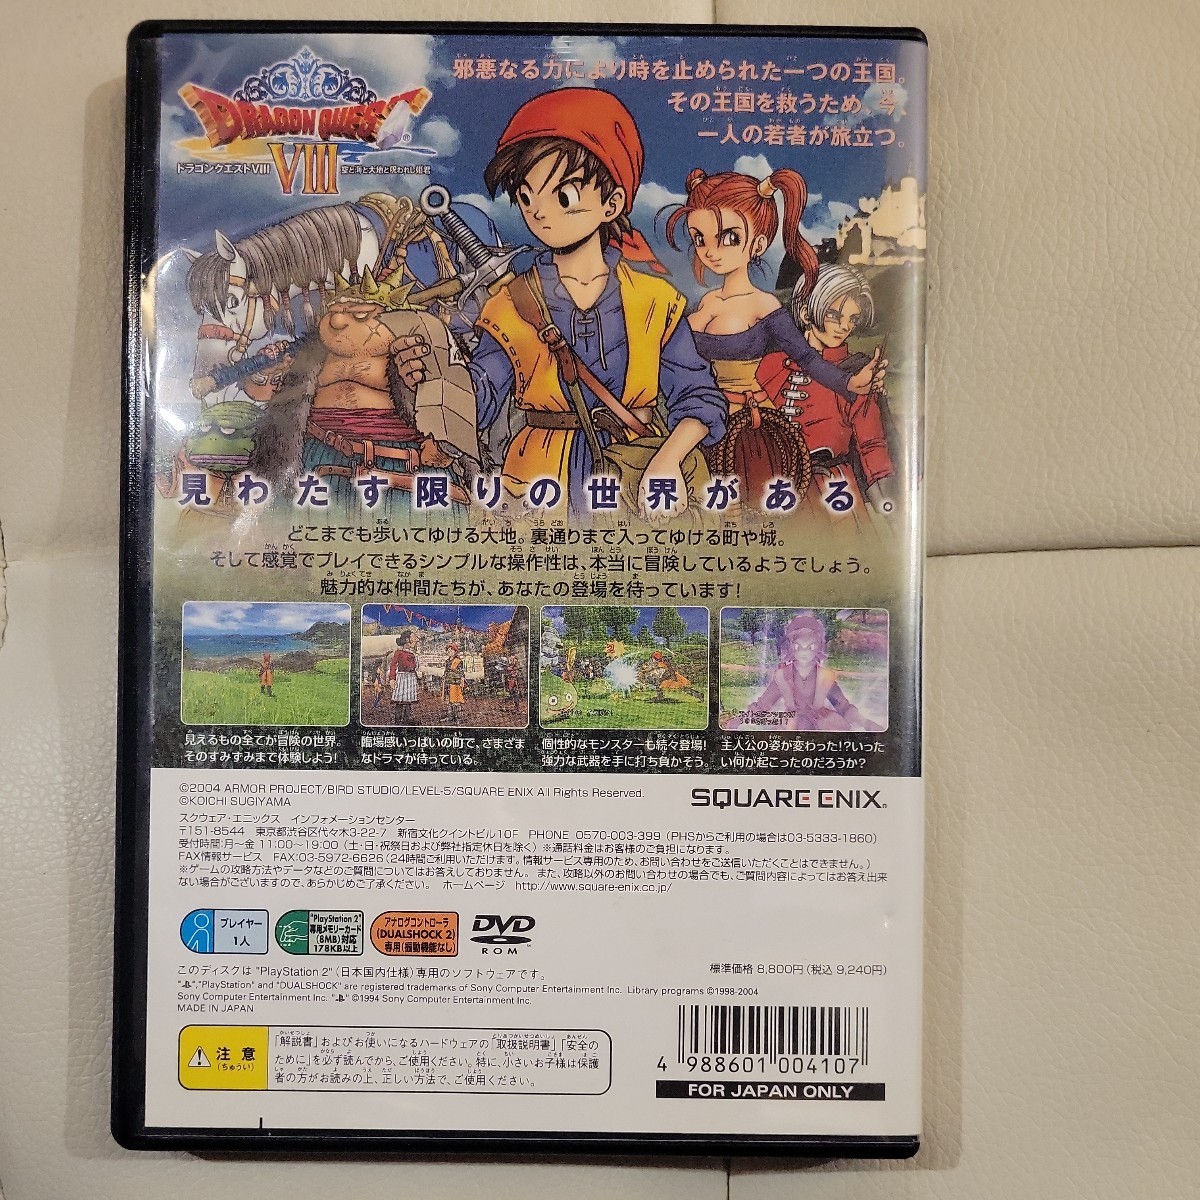 邪悪なる力により時を止められた一つの王国。
その王国を救うため、今
一人の若者が旅立つ。
DRAGON QUEST
VIII
ドラゴンクエストVIII 空と海と大地と呪われし姫君
見わたす限りの世界がある。
どこまでも歩いてゆける大地。裏通りまで入ってゆける町や城。
そして感覚でプレイできるシンプルな操作性は、本当に冒険しているようでしょう。
魅力的な仲間たちが、あなたの登場を待っています!
見えるもの全てが冒険の世界。
そのすみずみまで体験しよう!
臨場感いっぱいの町で、さまざま
なドラマが待っている。
個性的なモンスターも続々登場!
強力な武器を手に打ち負かそう。
主人公の姿が変わった!?いった
い何が起こったのだろうか?
©2004 ARMOR PROJECT/BIRD STUDIO/LEVEL-5/SQUARE ENIX All Rights Reserved.
©KOICHI SUGIYAMA
SQUARE ENIX
スクウェア・エニックス インフォメーションセンター
〒151-8544 東京都渋谷区代々木3-22-7 新宿文化クイントビル10F PHONE 0570-003-399(PHSからご利用の場合は03-5333-1860)
受付時間:月~金 11:00~19:00(土・日・祝祭日および弊社指定休日を除く) ※通話料金はお客様のご負担になります。
FAX情報サービス FAX:03-5972-6626(24時間ご利用いただけます。情報サービス専用のため、お問い合わせをご送信いただくことはできません。)
※ゲームの攻略方法やデータなどのご質問についてはお答えしておりません。また、攻略以外のお問い合わせの場合でも、ご質問内容によってはお答え出来
ない場合がございますので、あらかじめご了承ください。 ホームページ http://www.square-enix.co.jp/
プレイヤー
1人
"PlayStation 2"
専用メモリーカード
(8MB)対応
178KB以上
アナログコントローラ
(DUALSHOCK 2)
専用(振動機能なし)
DVD
ROM
このディスクは "PlayStation 2"(日本国内仕様)専用のソフトウェアです。
標準価格 8,800円(税込 9,240円)
"PlayStation" and "DUALSHOCK" are registered trademarks of Sony Computer Entertainment Inc. Library programs ©1998-2004
Sony Computer Entertainment Inc. ©1994 Sony Computer Entertainment Inc.
MADE IN JAPAN
注意
(ちゅうい)
「解説書」およびお使いになるハードウェアの「取扱説明書」「安全の
ために」を必ず読んでから、ご使用ください。特に、小さいお子様は保護
者の方がお読みの上、正しい方法で、ご使用ください。
4 988601 004107
FOR JAPAN ONLY